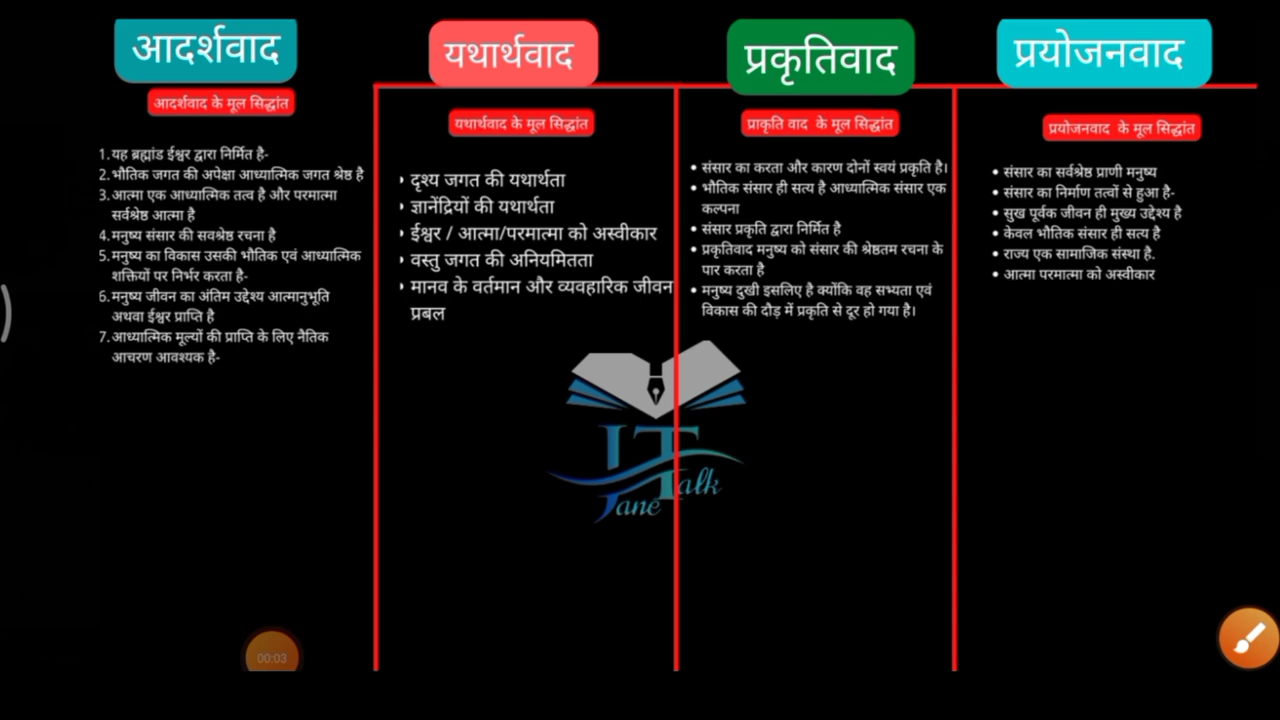 आदर्शवाद
आदर्शवाद के मूल सिद्धांत
1. यह ब्रह्मांड ईश्वर द्वारा निर्मित है-
2. भौतिक जगत की अपेक्षा आध्यात्मिक जगत श्रेष्ठ है
3. आत्मा एक आध्यात्मिक तत्व है और परमात्मा
सर्वश्रेष्ठ आत्मा है
4. मनुष्य संसार की सवश्रेष्ठ रचना है
5. मनुष्य का विकास उसकी भौतिक एवं आध्यात्मिक
शक्तियों पर निर्भर करता है-
6. मनुष्य जीवन का अंतिम उद्देश्य आत्मानुभूति
अथवा ईश्वर प्राप्ति है
7. आध्यात्मिक मूल्यों की प्राप्ति के लिए नैतिक
आचरण आवश्यक है-
यथार्थवाद
यथार्थवाद के मूल सिद्धांत
दृश्य जगत की यथार्थता
ज्ञानेंद्रियों की यथार्थता
ईश्वर / आत्मा/परमात्मा को अस्वीकार
वस्तु जगत की अनियमितता
मानव के वर्तमान और व्यवहारिक जीवन
प्रबल
प्रकृतिवाद
प्राकृति वाद के मूल सिद्धांत
• संसार का करता और कारण दोनों स्वयं प्रकृति है।
• भौतिक संसार ही सत्य है आध्यात्मिक संसार एक
कल्पना
• संसार प्रकृति द्वारा निर्मित है
• प्रकृतिवाद मनुष्य को संसार की श्रेष्ठतम रचना के
पार करता है
• मनुष्य दुखी इसलिए है क्योंकि वह सभ्यता एवं
विकास की दौड़ में प्रकृति से दूर हो गया है।
प्रयोजनवाद
प्रयोजनवाद के मूल सिद्धांत
• संसार का सर्वश्रेष्ठ प्राणी मनुष्य
• संसार का निर्माण तत्वों से हुआ है-
• सुख पूर्वक जीवन ही मुख्य उद्देश्य है
• केवल भौतिक संसार ही सत्य है
• राज्य एक सामाजिक संस्था है.
• आत्मा परमात्मा को अस्वीकार
Jane Talk
00:03